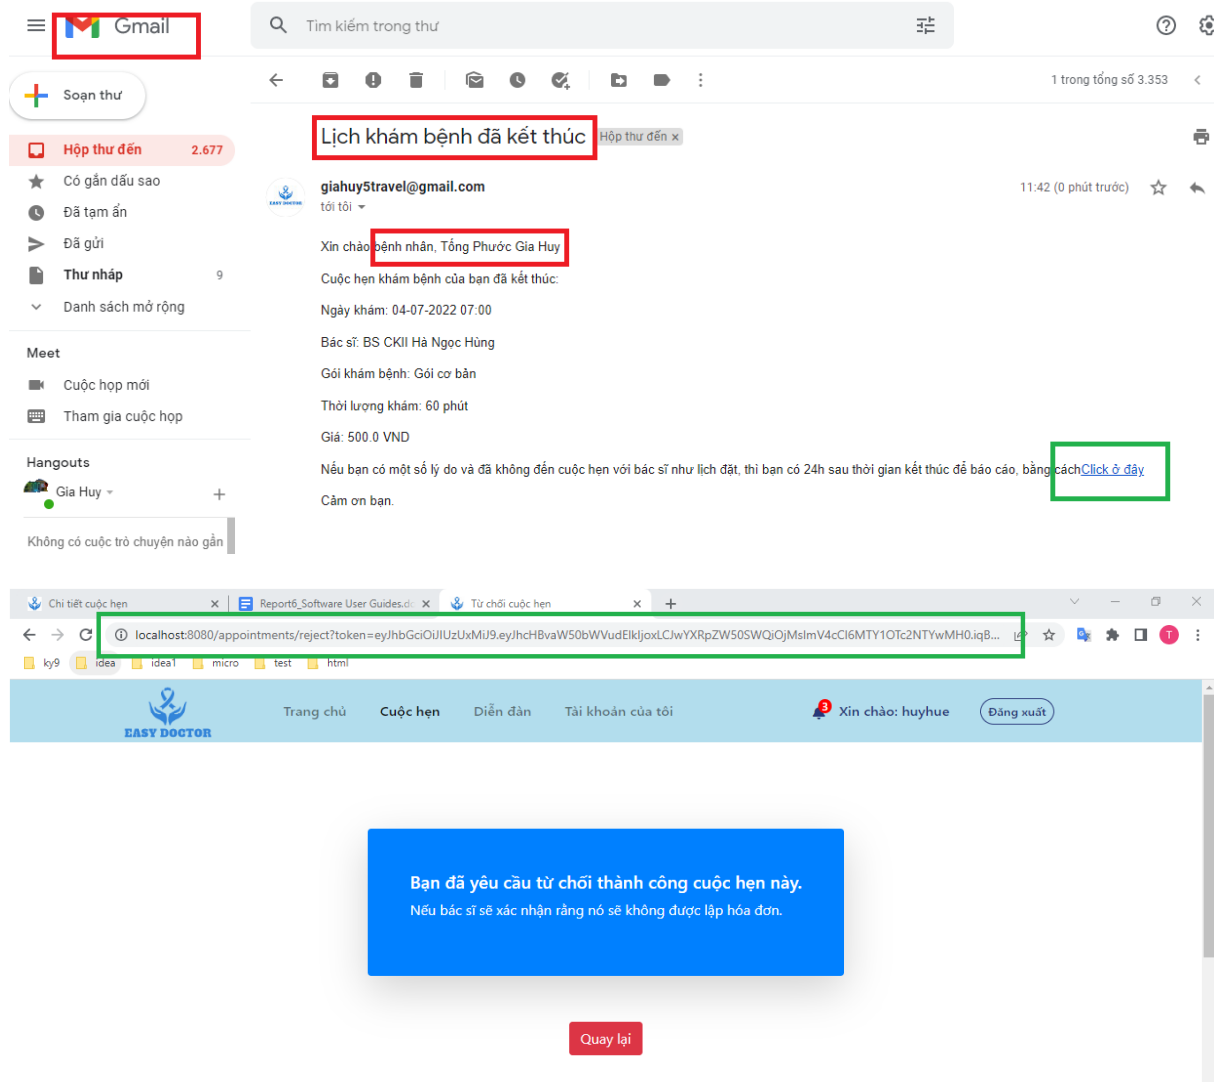 Gmail
Tìm kiếm trong thư
Soạn thư
1 trong tổng số 3.353
Lịch khám bệnh đã kết thúc
Hộp thư đến x
Hộp thư đến 2.677
Có gắn dấu sao
Đã tạm ẩn
Đã gửi
Thư nháp 9
Danh sách mở rộng
Meet
Cuộc họp mới
Tham gia cuộc họp
Hangouts
Gia Huy
Không có cuộc trò chuyện nào gần
EASY DOCTOR
giahuy5travel@gmail.com
11:42 (0 phút trước)
tới tôi
Xin chào bệnh nhân, Tống Phước Gia Huy
Cuộc hẹn khám bệnh của bạn đã kết thúc:
Ngày khám: 04-07-2022 07:00
Bác sĩ: BS CKII Hà Ngọc Hùng
Gói khám bệnh: Gói cơ bản
Thời lượng khám: 60 phút
Giá: 500.0 VND
Nếu bạn có một số lý do và đã không đến cuộc hẹn với bác sĩ như lịch đặt, thì bạn có 24h sau thời gian kết thúc để báo cáo, bằng cáchClick ở đây
Cảm ơn bạn.
Chi tiết cuộc hẹn
Report6_Software User Guides.do
Từ chối cuộc hẹn
localhost:8080/appointments/reject?token=eyJhbGciOiJIUzUxMiJ9.eyJhcHBvaW50bWVudElkIjoxLCJwYXRpZW50SWQiOjMsImV4cCI6MTY1OTc2NTYwMH0.iqB...
T
ky9
idea
idea1
micro
test
html
EASY DOCTOR
Trang chủ
Cuộc hẹn
Diễn đàn
Tài khoản của tôi
3
Xin chào: huyhue
Đăng xuất
Bạn đã yêu cầu từ chối thành công cuộc hẹn này.
Nếu bác sĩ sẽ xác nhận rằng nó sẽ không được lập hóa đơn.
Quay lại